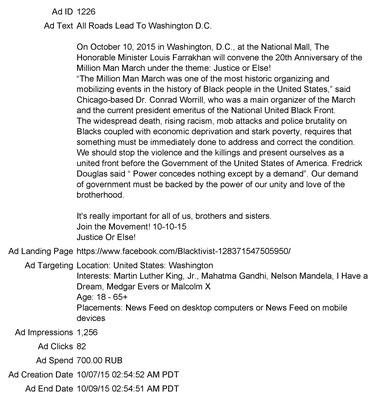 Ad ID 1226
Ad Text All Roads Lead To Washington D.C.
On October 10, 2015 in Washington, D.C., at the National Mall, The
Honorable Minister Louis Farrakhan will convene the 20th Anniversary of the
Million Man March under the theme: Justice or Else!
“The Million Man March was one of the most historic organizing and
mobilizing events in the history of Black people in the United States,” said
Chicago-based Dr. Conrad Worrill, who was a main organizer of the March
and the current president emeritus of the National United Black Front.
The widespread death, rising racism, mob attacks and police brutality on
Blacks coupled with economic deprivation and stark poverty, requires that
something must be immediately done to address and correct the condition.
We should stop the violence and the killings and present ourselves as a
united front before the Government of the United States of America. Fredrick
Douglas said “ Power concedes nothing except by a demand”. Our demand
of government must be backed by the power of our unity and love of the
brotherhood.
It's really important for all of us, brothers and sisters.
Join the Movement! 10-10-15
Justice Or Else!
Ad Landing Page https://www.facebook.com/Blacktivist-128371547505950/
Ad Targeting Location: United States: Washington
Interests: Martin Luther King, Jr., Mahatma Gandhi, Nelson Mandela, I Have a
Dream, Medgar Evers or Malcolm X
Age: 18 - 65+
Placements: News Feed on desktop computers or News Feed on mobile
devices
Ad Impressions 1,256
Ad Clicks 82
Ad Spend 700.00 RUB
Ad Creation Date 10/07/15 02:54:52 AM PDT
Ad End Date 10/09/15 02:54:51 AM PDT